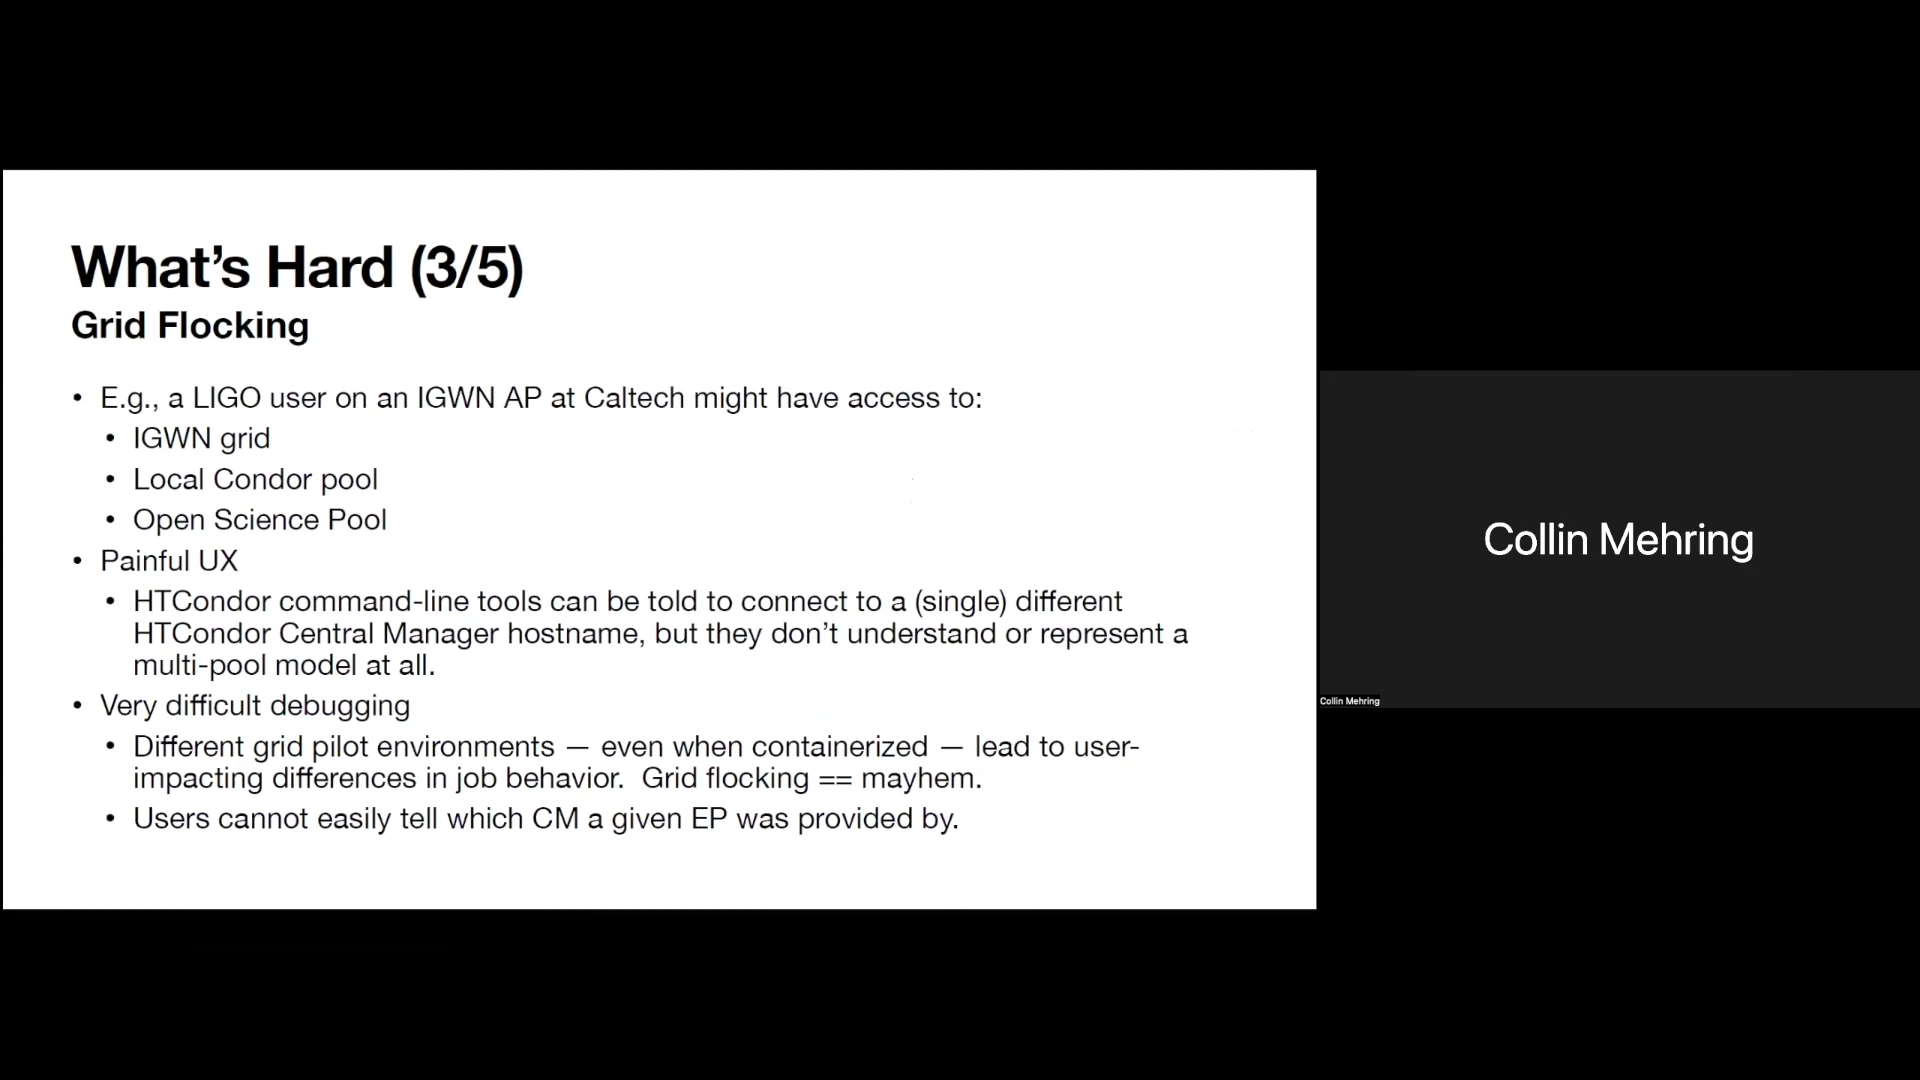 What's Hard (3/5)
Grid Flocking
• E.g., a LIGO user on an IGWN AP at Caltech might have access to:
• IGWN grid
• Local Condor pool
• Open Science Pool
• Painful UX
• HTCondor command-line tools can be told to connect to a (single) different
HTCondor Central Manager hostname, but they don't understand or represent a
multi-pool model at all.
• Very difficult debugging
• Different grid pilot environments — even when containerized — lead to user-
impacting differences in job behavior.  Grid flocking == mayhem.
• Users cannot easily tell which CM a given EP was provided by.
Collin Mehring
Collin Mehring